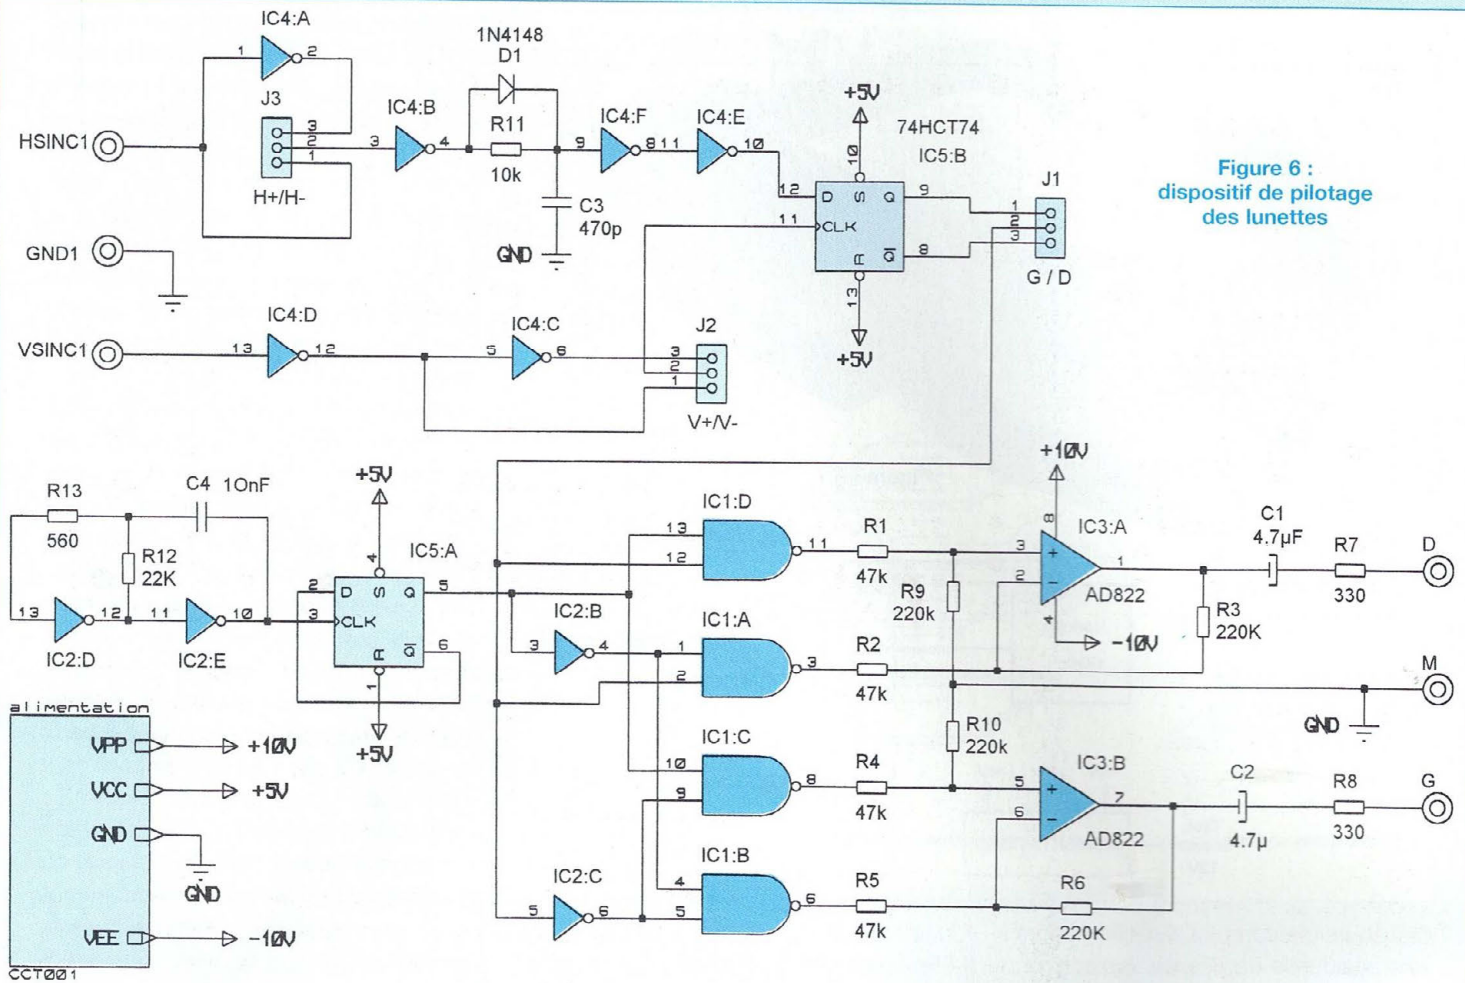 IC4:A
1
2
1N4148
D1
J3
3
2
1
H+/H-
HSINC1
IC4:B
3
4
R11
10k
C3
470p
GND
IC4:F
9
8
IC4:E
11
10
+5V
10
74HCT74
IC5:B
12
D
S
Q
9
11
CLK
R
Q
8
13
+5V
J1
1
2
3
G / D
Figure 6 :
dispositif de pilotage
des lunettes
GND1
VSINC1
IC4:D
13
12
IC4:C
5
6
J2
3
2
1
V+/V-
R13
560
C4
1OnF
R12
22K
13
12
IC2:D
11
10
IC2:E
+5V
4
IC5:A
2
D
S
Q
5
3
CLK
R
Q
6
1
+5V
IC2:B
3
4
IC1:D
13
12
11
R1
47k
IC1:A
1
2
3
R2
47k
R9
220k
+10V
8
IC3:A
3
+
2
−
1
AD822
4
-10V
R3
220K
C1
4.7µF
R7
330
D
M
GND
R10
220k
IC1:C
10
9
8
R4
47k
IC3:B
5
+
6
−
7
AD822
C2
4.7µ
R8
330
G
IC2:C
5
6
IC1:B
4
5
6
R5
47k
R6
220K
alimentation
VPP
+10V
VCC
+5V
GND
GND
VEE
-10V
CCT001